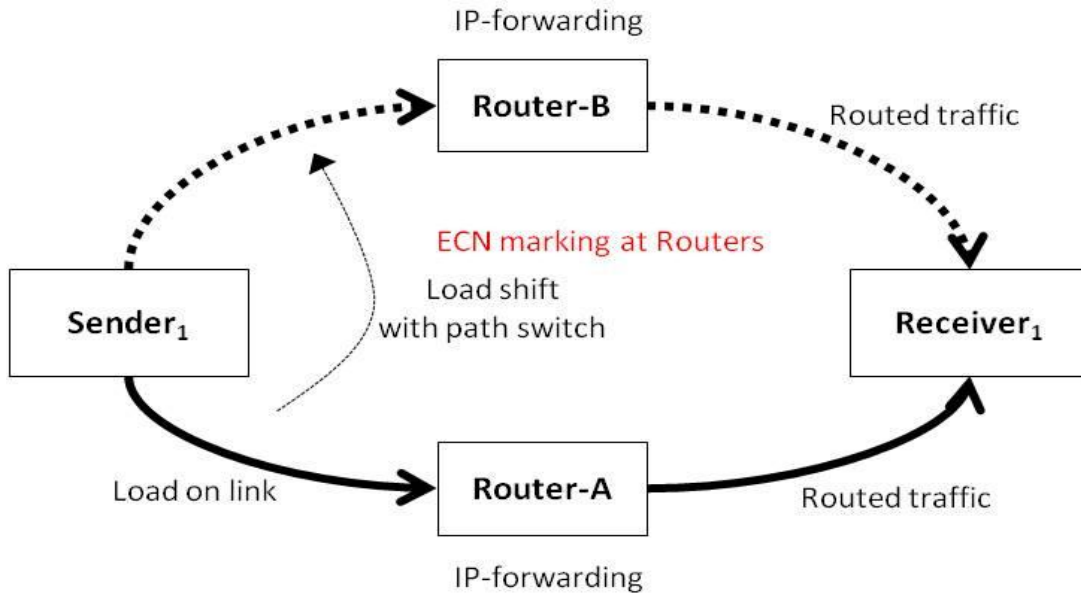 IP-forwarding
Router-B
Routed traffic
ECN marking at Routers
Load shift
with path switch
Sender₁
Receiver₁
Load on link
Router-A
Routed traffic
IP-forwarding